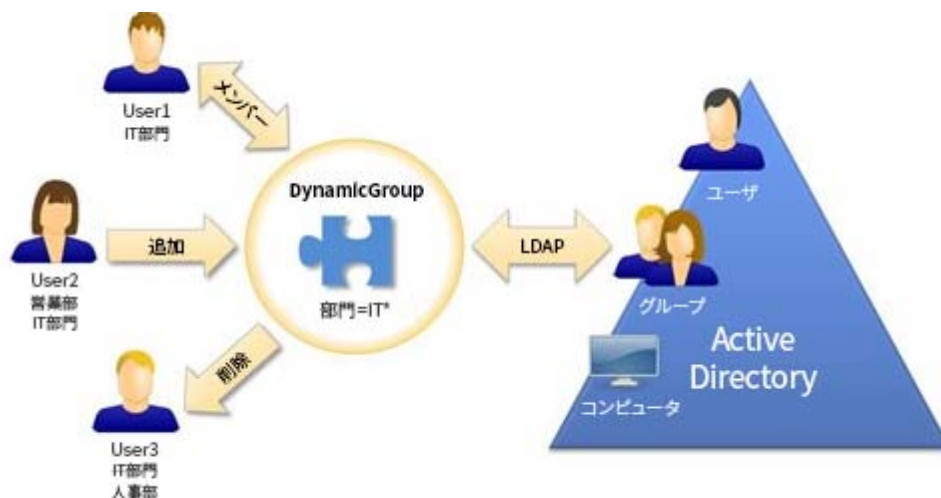 User1
IT部門
メンバー
User2
営業部
IT部門
追加
User3
IT部門
人事部
削除
DynamicGroup
部門=IT*
LDAP
ユーザ
グループ
コンピュータ
Active
Directory